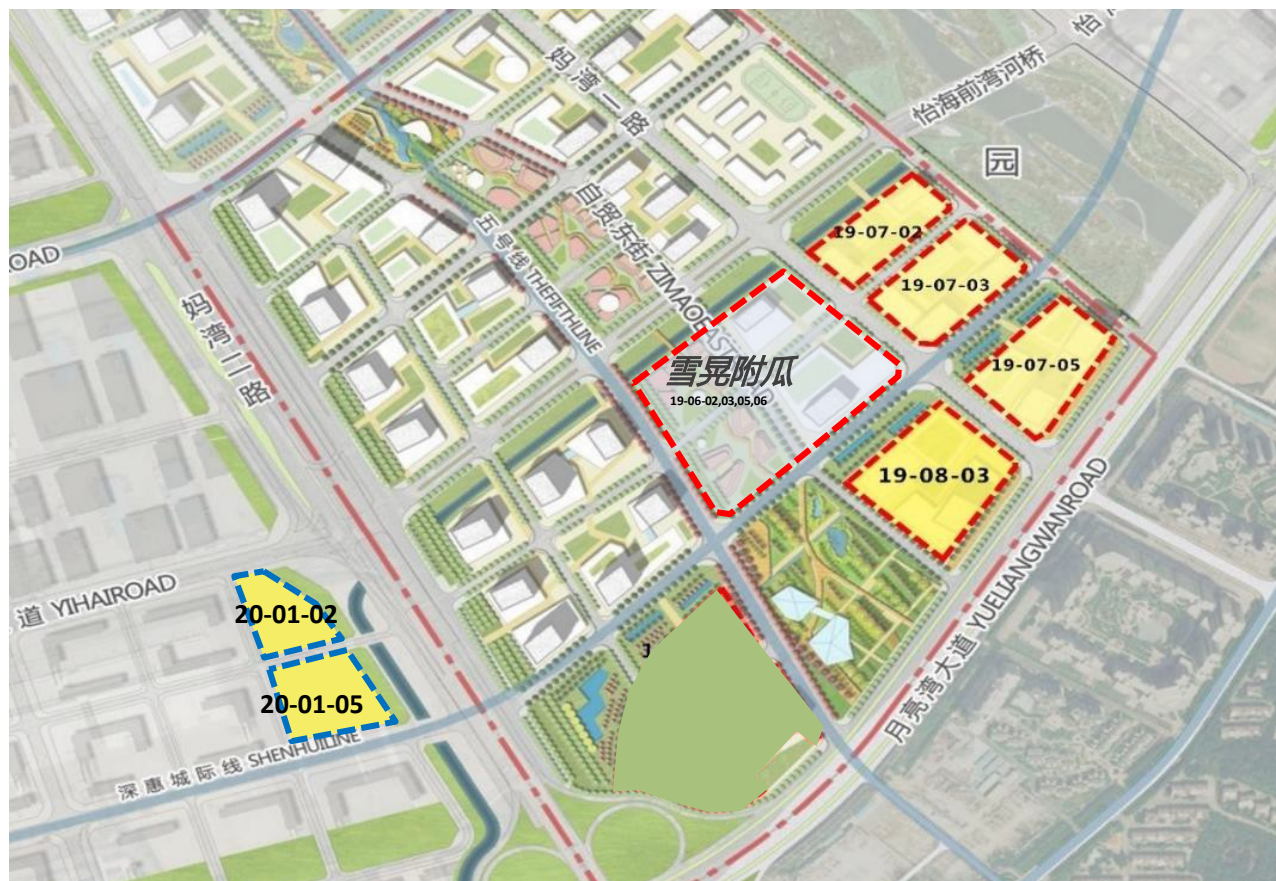 妈湾一路
怡海前湾河桥
怡
园
19-07-02
自贸东街 ZIMAODONG
五号线 THEFIFTHLINE
19-07-03
OAD
妈湾二路
19-07-05
雪晃附瓜
19-06-02,03,05,06
19-08-03
道 YIHAIROAD
20-01-02
20-01-05
深惠城际线 SHENHUILINE
月亮湾大道 YUELIANGWANROAD